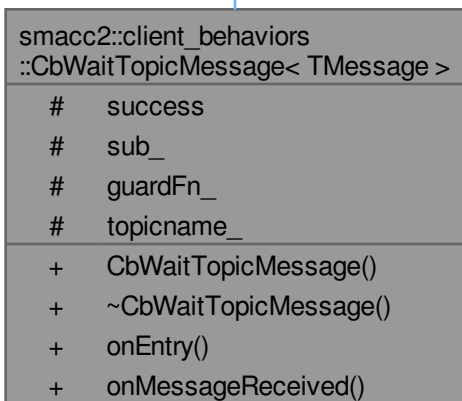 smacc2::client_behaviors
::CbWaitTopicMessage< TMessage >
# success
# sub_
# guardFn_
# topicname_
+ CbWaitTopicMessage()
+ ~CbWaitTopicMessage()
+ onEntry()
+ onMessageReceived()